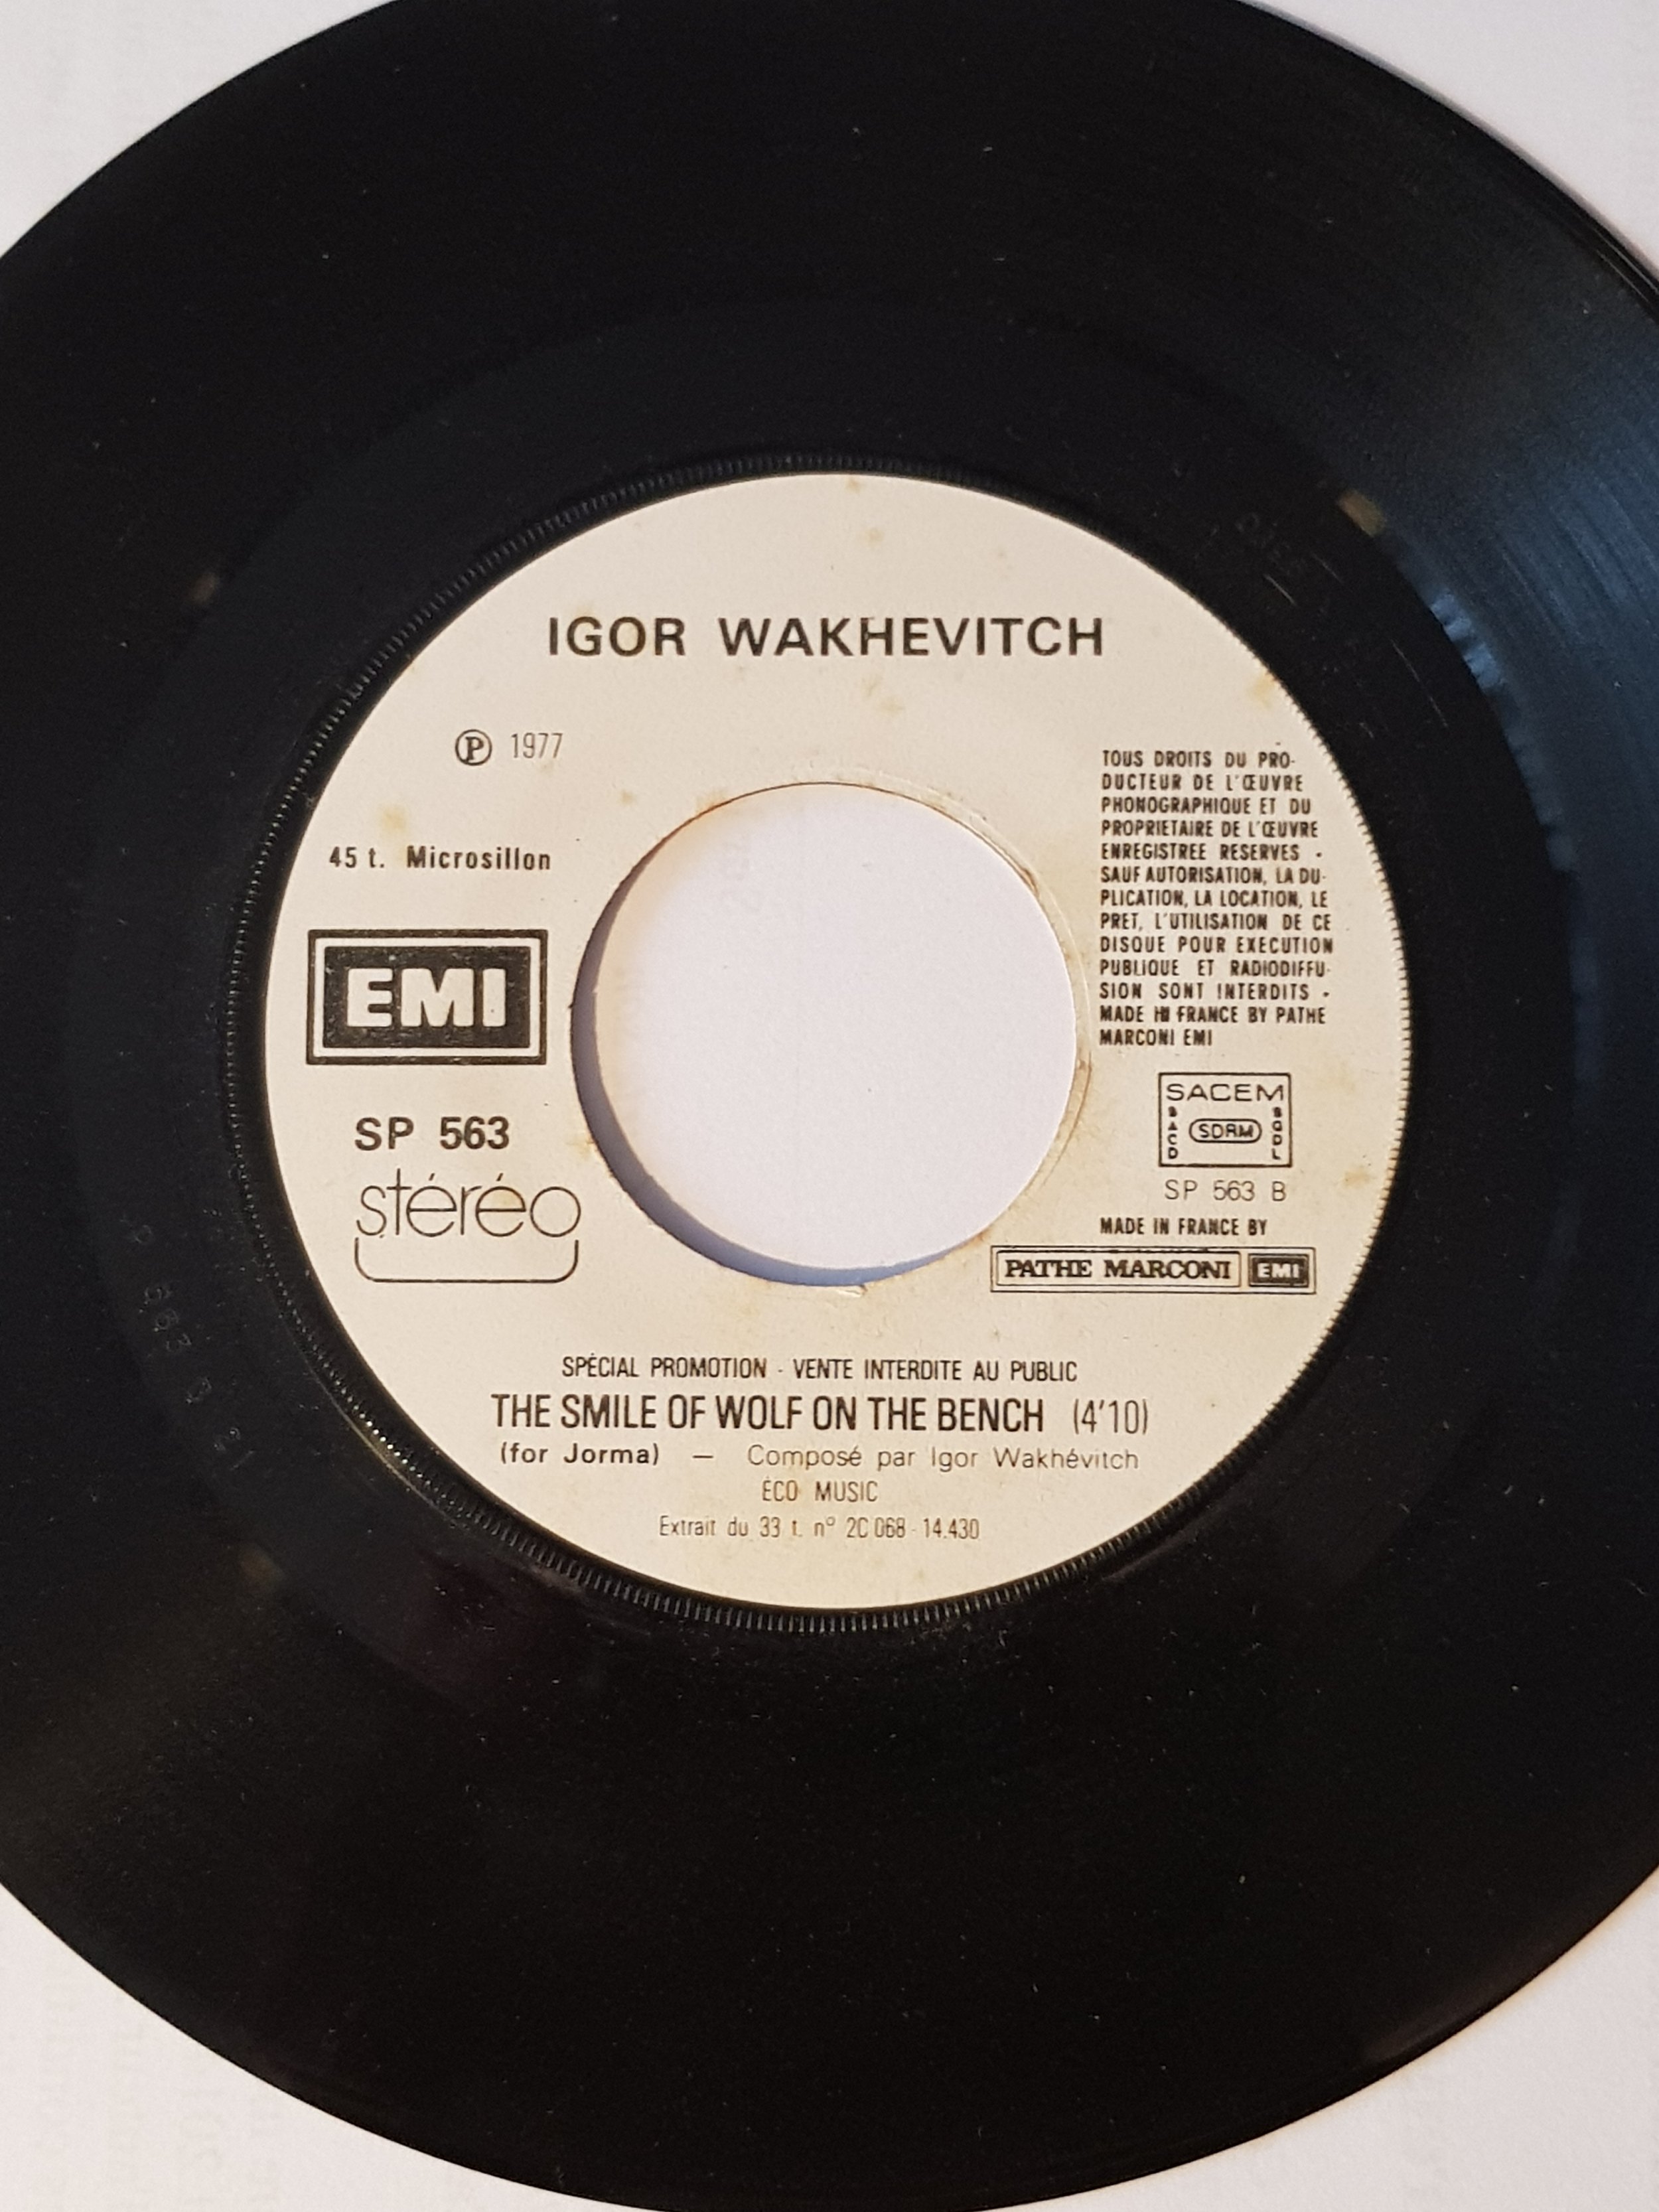 IGOR WAKHEVITCH
Ⓟ 1977
45 t. Microsillon
EMI
SP 563
stéréo
TOUS DROITS DU PRO-
DUCTEUR DE L'ŒUVRE
PHONOGRAPHIQUE ET DU
PROPRIETAIRE DE L'ŒUVRE
ENREGISTREE RESERVES -
SAUF AUTORISATION, LA DU-
PLICATION, LA LOCATION, LE
PRET, L'UTILISATION DE CE
DISQUE POUR EXECUTION
PUBLIQUE ET RADIODIFFU-
SION SONT INTERDITS -
MADE IN FRANCE BY PATHE
MARCONI EMI
SACEM
SACD
SDRM
SGDL
SP 563 B
MADE IN FRANCE BY
PATHE MARCONI EMI
SPÉCIAL PROMOTION - VENTE INTERDITE AU PUBLIC
THE SMILE OF WOLF ON THE BENCH (4'10)
(for Jorma) — Composé par Igor Wakhévitch
ÉCO MUSIC
Extrait du 33 t. n° 2C 068 - 14.430